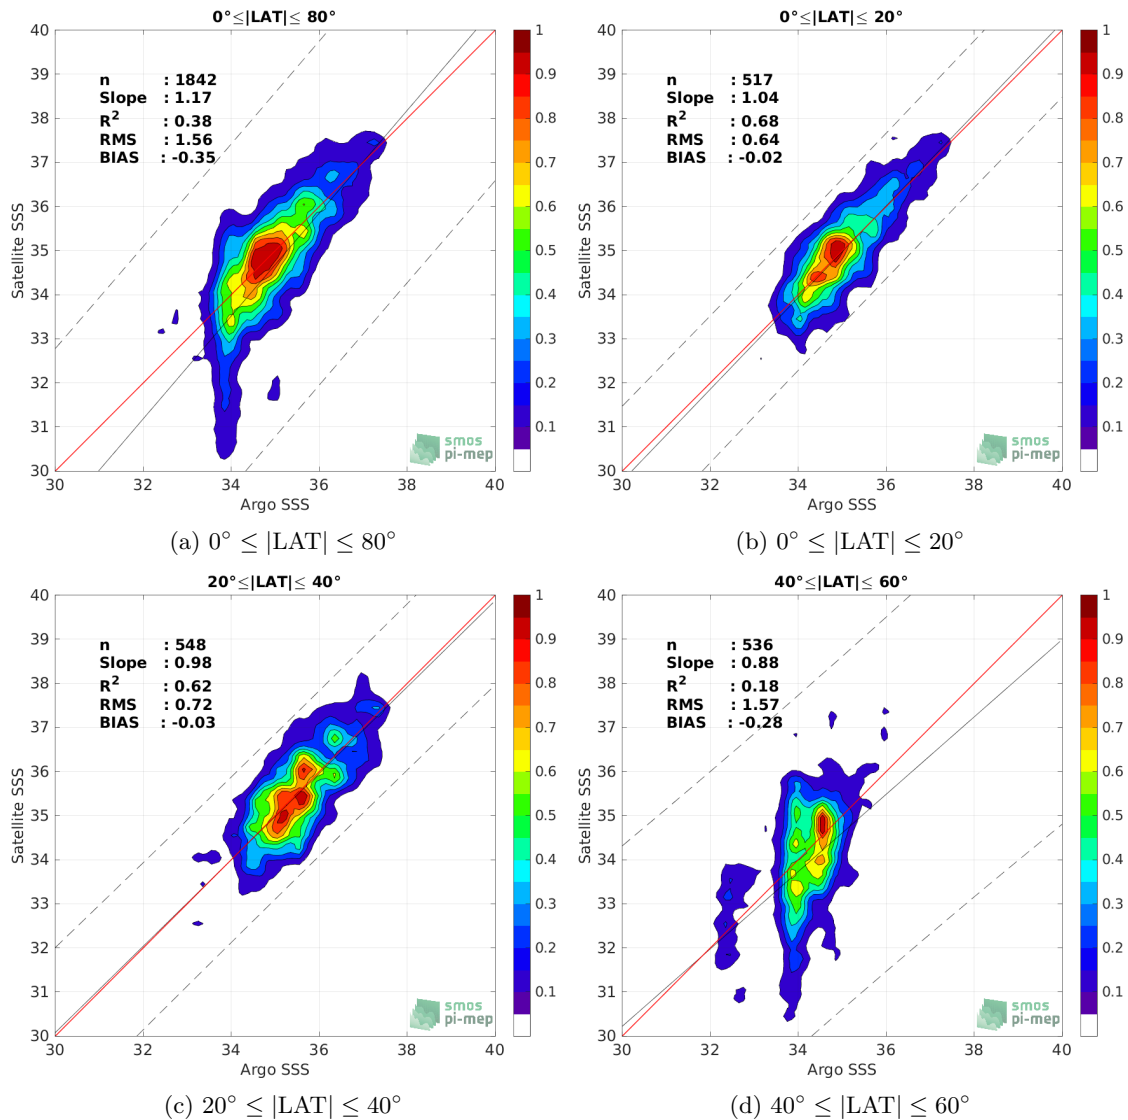 0°≤|LAT|≤ 80°
n : 1842
Slope : 1.17
R² : 0.38
RMS : 1.56
BIAS : -0.35
40
39
38
37
36
35
34
33
32
31
30
Satellite SSS
30 32 34 36 38 40
Argo SSS
1
0.9
0.8
0.7
0.6
0.5
0.4
0.3
0.2
0.1
smos
pi-mep
(a) 0° ≤ |LAT| ≤ 80°
0°≤|LAT|≤ 20°
n : 517
Slope : 1.04
R² : 0.68
RMS : 0.64
BIAS : -0.02
40
39
38
37
36
35
34
33
32
31
30
Satellite SSS
30 32 34 36 38 40
Argo SSS
1
0.9
0.8
0.7
0.6
0.5
0.4
0.3
0.2
0.1
smos
pi-mep
(b) 0° ≤ |LAT| ≤ 20°
20°≤|LAT|≤ 40°
n : 548
Slope : 0.98
R² : 0.62
RMS : 0.72
BIAS : -0.03
40
39
38
37
36
35
34
33
32
31
30
Satellite SSS
30 32 34 36 38 40
Argo SSS
1
0.9
0.8
0.7
0.6
0.5
0.4
0.3
0.2
0.1
smos
pi-mep
(c) 20° ≤ |LAT| ≤ 40°
40°≤|LAT|≤ 60°
n : 536
Slope : 0.88
R² : 0.18
RMS : 1.57
BIAS : -0.28
40
39
38
37
36
35
34
33
32
31
30
Satellite SSS
30 32 34 36 38 40
Argo SSS
1
0.9
0.8
0.7
0.6
0.5
0.4
0.3
0.2
0.1
smos
pi-mep
(d) 40° ≤ |LAT| ≤ 60°